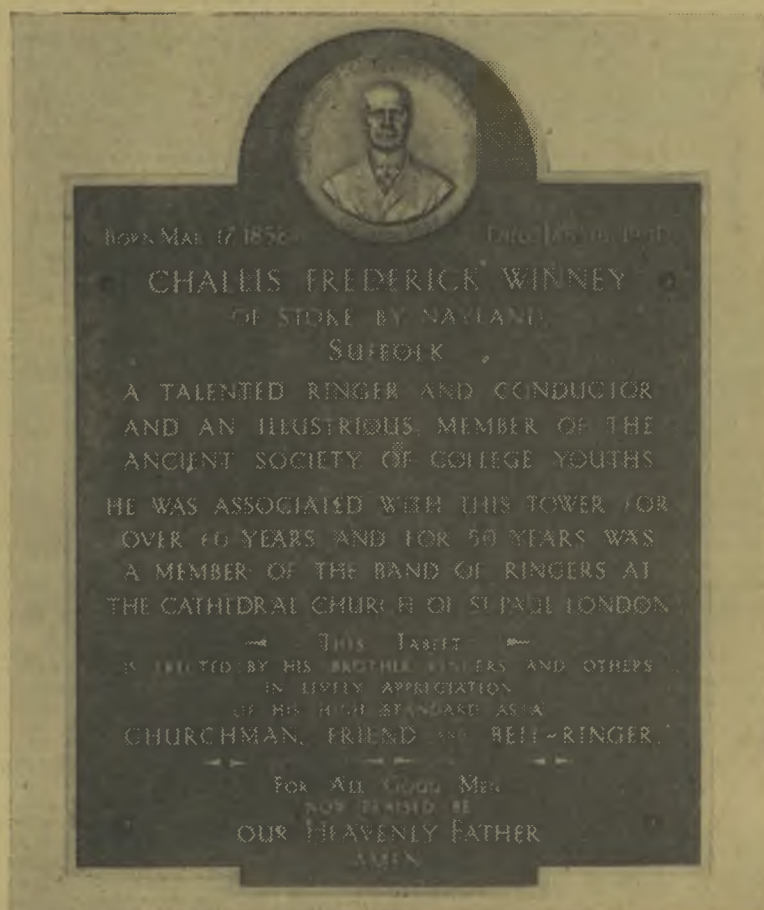 BORN MAR 17 1858
DIED JAN
CHALLIS FREDERICK WINNEY
OF STOKE BY NAYLAND,
SUFFOLK
A TALENTED RINGER AND CONDUCTOR
AND AN ILLUSTRIOUS MEMBER OF THE
ANCIENT SOCIETY OF COLLEGE YOUTHS
HE WAS ASSOCIATED WITH THIS TOWER FOR
OVER 60 YEARS AND FOR 50 YEARS WAS
A MEMBER OF THE BAND OF RINGERS AT
THE CATHEDRAL CHURCH OF ST PAUL LONDON
THIS TABLET
IS ERECTED BY HIS BROTHER RINGERS AND OTHERS
IN LIVELY APPRECIATION
OF HIS HIGH STANDARD AS A
CHURCHMAN, FRIEND AND BELL-RINGER.
FOR ALL GOOD MEN
NOW PRAISED BE
OUR HEAVENLY FATHER
AMEN